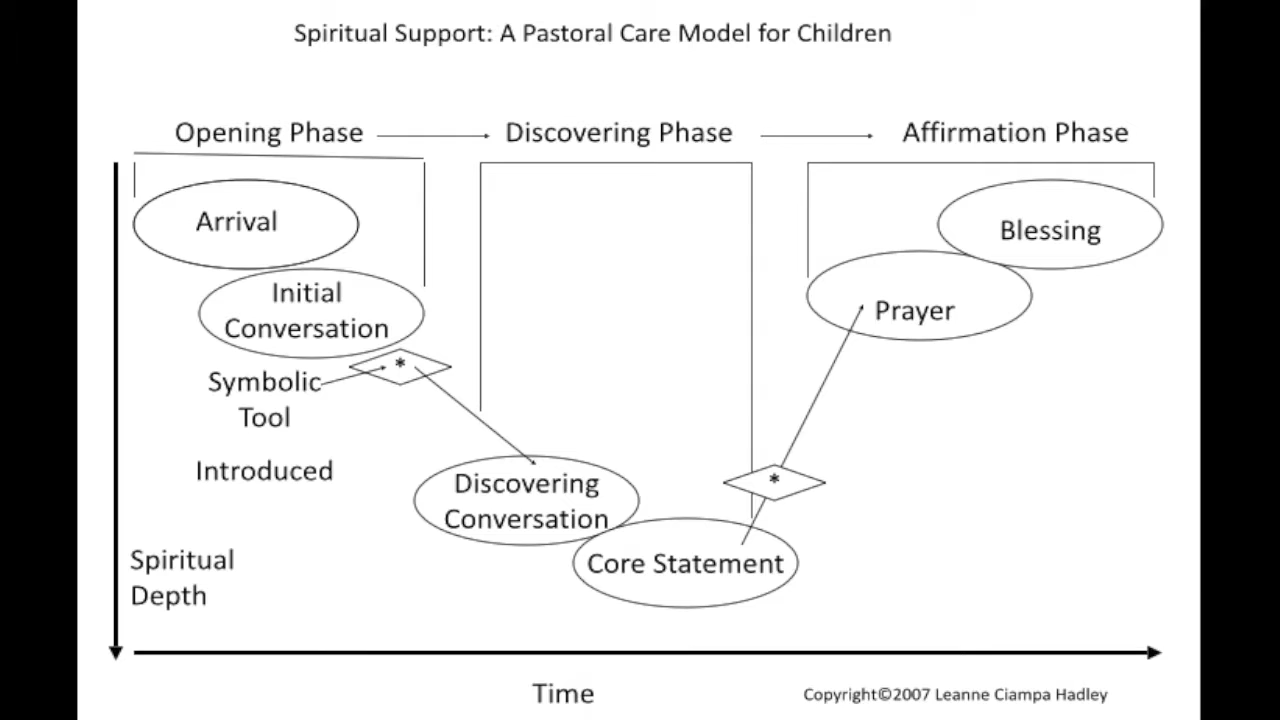 Spiritual Support: A Pastoral Care Model for Children
Opening Phase
Discovering Phase
Affirmation Phase
Arrival
Blessing
Initial
Conversation
Prayer
*
Symbolic
Tool
Introduced
Discovering
Conversation
*
Core Statement
Spiritual
Depth
Time
Copyright©2007 Leanne Ciampa Hadley